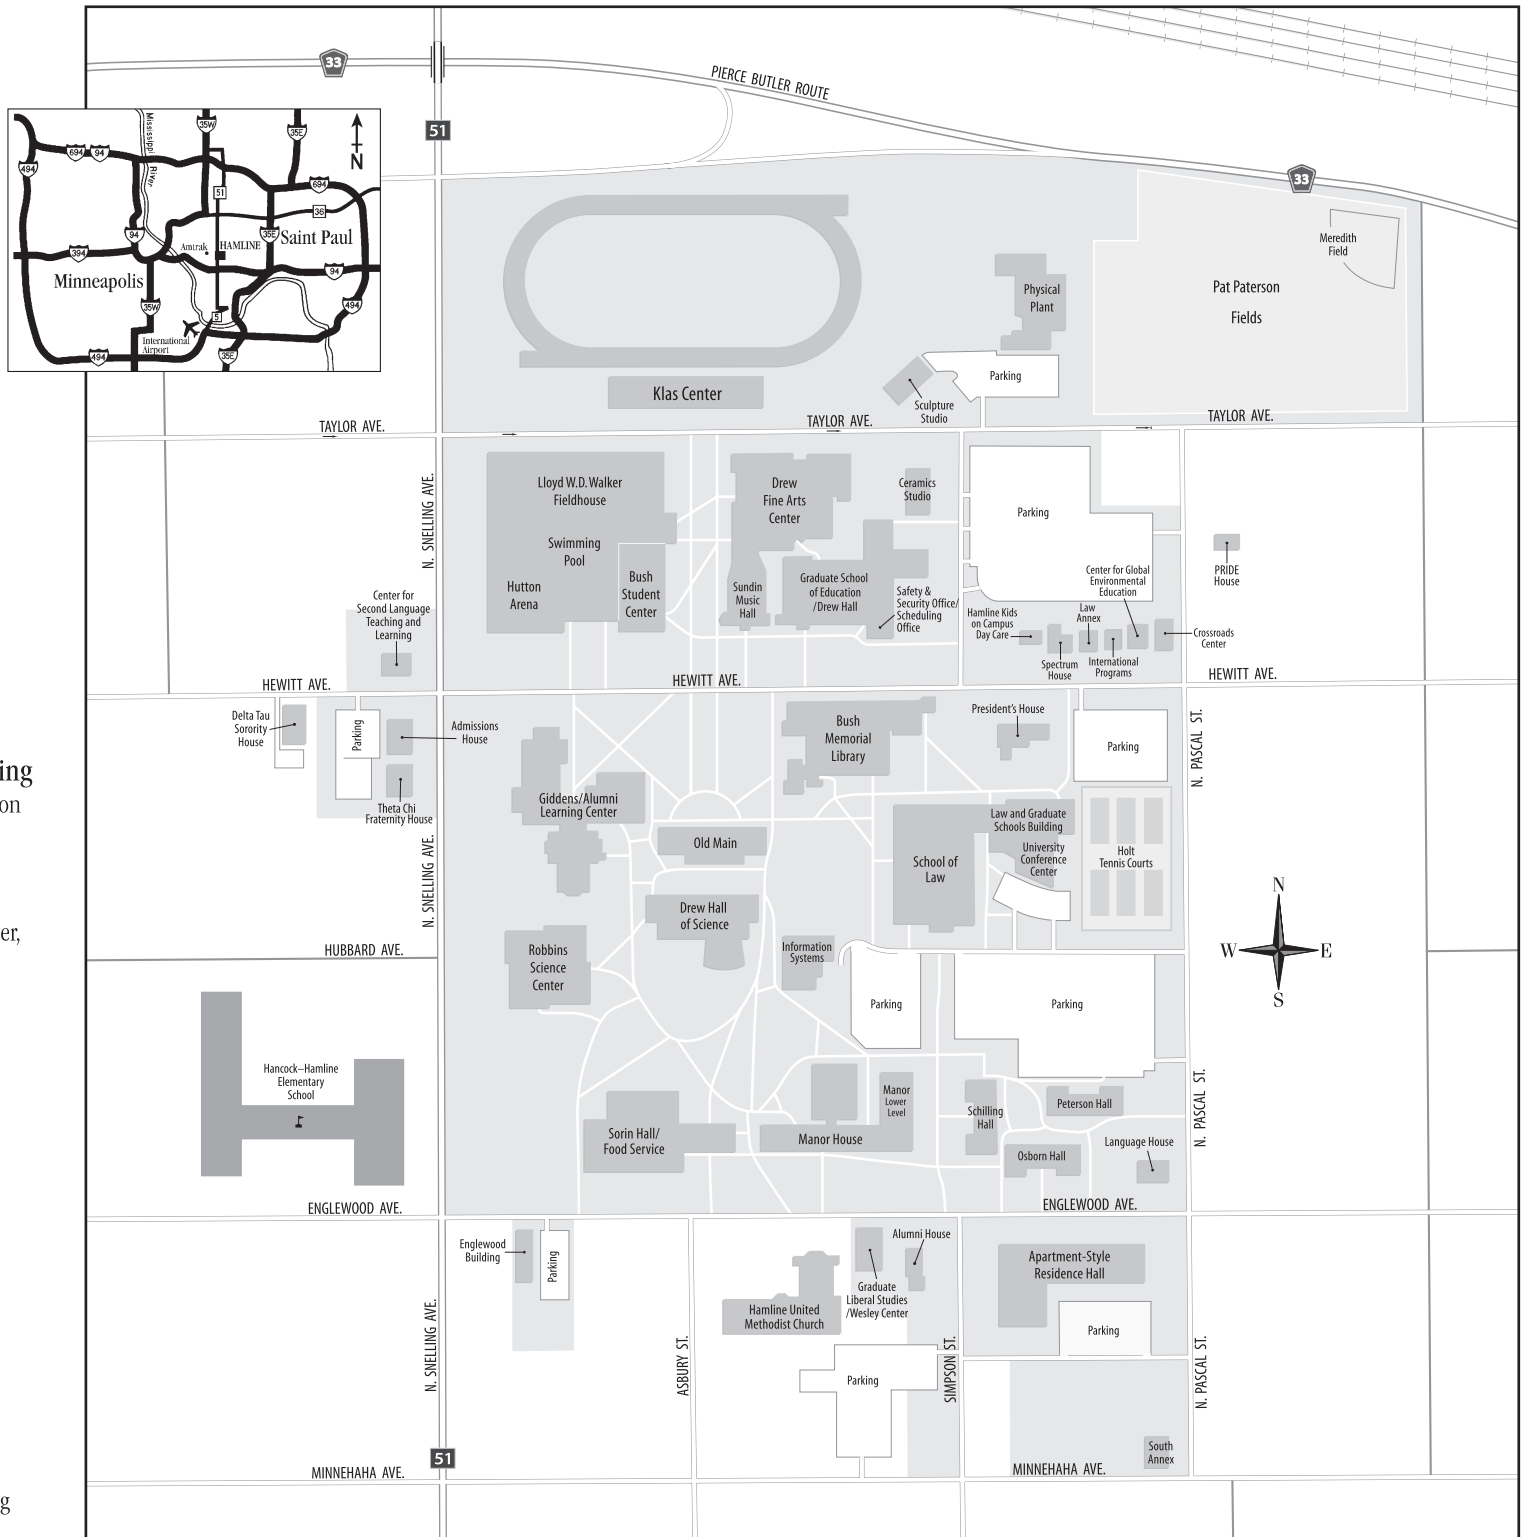 33
PIERCE BUTLER ROUTE
51
33
Mississippi River
35W
35E
N
694
94
494
51
694
36
94
Amtrak
HAMLINE
35E
Saint Paul
394
94
Minneapolis
35W
494
5
International
Airport
494
35E
Meredith
Field
Pat Paterson
Fields
Physical
Plant
Parking
Sculpture
Studio
Klas Center
TAYLOR AVE.
TAYLOR AVE.
TAYLOR AVE.
N. SNELLING AVE.
Lloyd W.D. Walker
Fieldhouse
Swimming
Pool
Hutton
Arena
Bush
Student
Center
Drew
Fine Arts
Center
Ceramics
Studio
Sundin
Music
Hall
Graduate School
of Education
/Drew Hall
Safety &
Security Office/
Scheduling
Office
Parking
PRIDE
House
Center for Global
Environmental
Education
Law
Annex
Hamline Kids
on Campus
Day Care
Spectrum
House
International
Programs
Crossroads
Center
Center for
Second Language
Teaching and
Learning
HEWITT AVE.
HEWITT AVE.
HEWITT AVE.
Delta Tau
Sorority
House
Parking
Admissions
House
Theta Chi
Fraternity House
Bush
Memorial
Library
President's House
Parking
N. PASCAL ST.
ing
on
Giddens/Alumni
Learning Center
Old Main
Law and Graduate
Schools Building
School of
Law
University
Conference
Center
Holt
Tennis Courts
N. SNELLING AVE.
er,
Drew Hall
of Science
Information
Systems
Robbins
Science
Center
HUBBARD AVE.
Parking
Parking
N
W
E
S
Hancock–Hamline
Elementary
School
Sorin Hall/
Food Service
Manor
Lower
Level
Manor House
Schilling
Hall
Peterson Hall
Osborn Hall
Language House
N. PASCAL ST.
ENGLEWOOD AVE.
ENGLEWOOD AVE.
Englewood
Building
Parking
Alumni House
Graduate
Liberal Studies
/Wesley Center
Hamline United
Methodist Church
Apartment-Style
Residence Hall
Parking
Parking
N. SNELLING AVE.
ASBURY ST.
SIMPSON ST.
N. PASCAL ST.
South
Annex
51
MINNEHAHA AVE.
MINNEHAHA AVE.
g